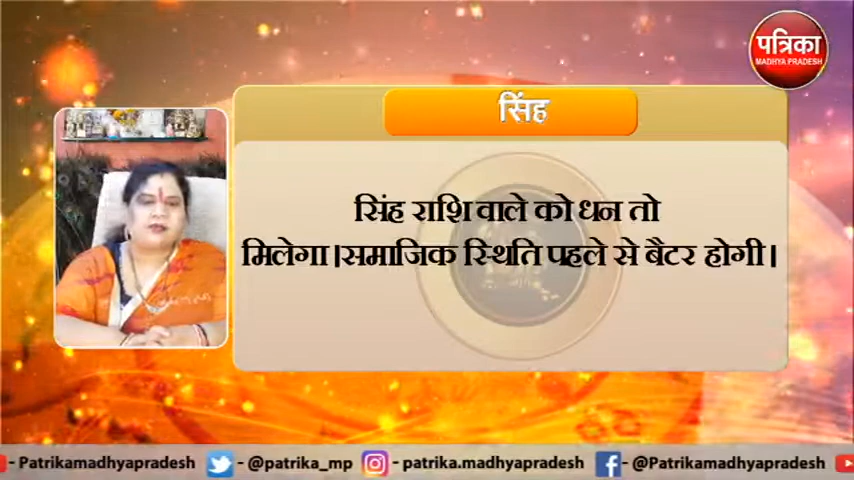 पत्रिका
MADHYA PRADESH
सिंह
सिंह राशि वाले को धन तो
मिलेगा।समाजिक स्थिति पहले से बैटर होगी।
- Patrikamadhyapradesh
- @patrika_mp
- patrika.madhyapradesh
- @Patrikamadhyapradesh